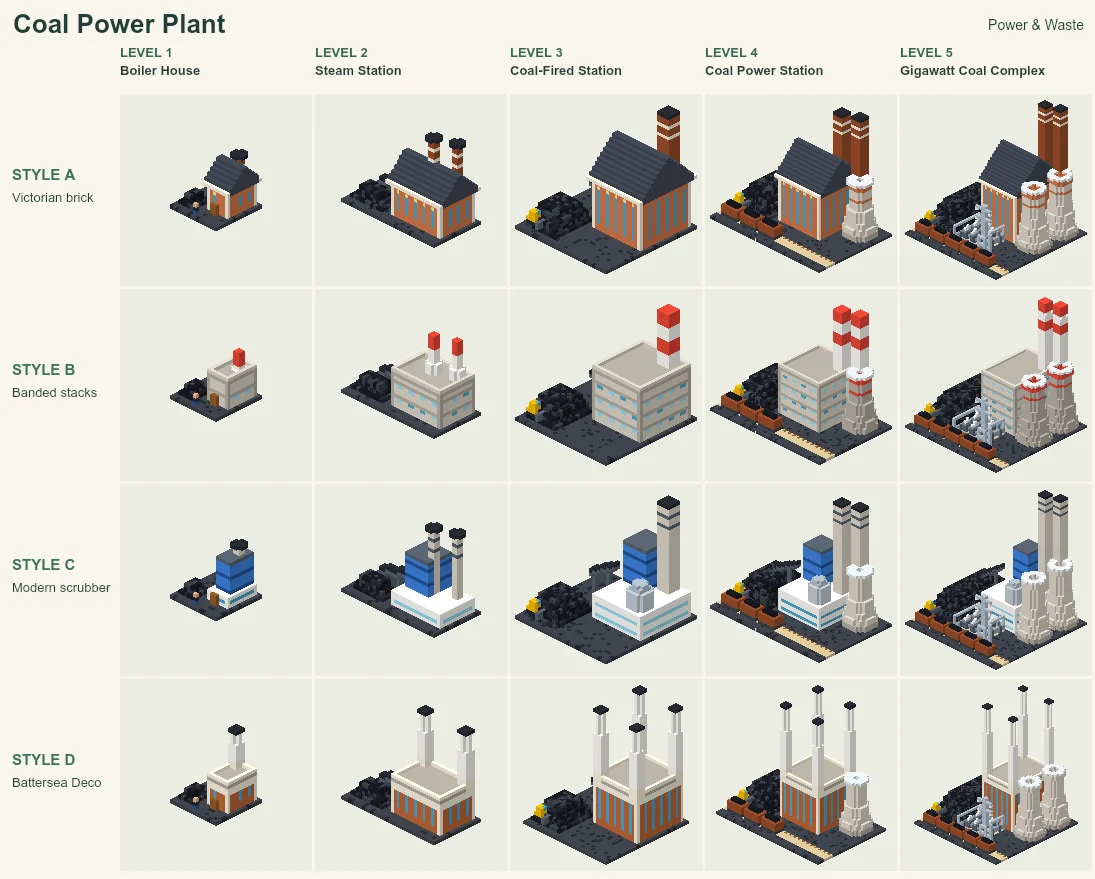 Coal Power Plant
Power & Waste
LEVEL 1
Boiler House
LEVEL 2
Steam Station
LEVEL 3
Coal-Fired Station
LEVEL 4
Coal Power Station
LEVEL 5
Gigawatt Coal Complex
STYLE A
Victorian brick
STYLE B
Banded stacks
STYLE C
Modern scrubber
STYLE D
Battersea Deco